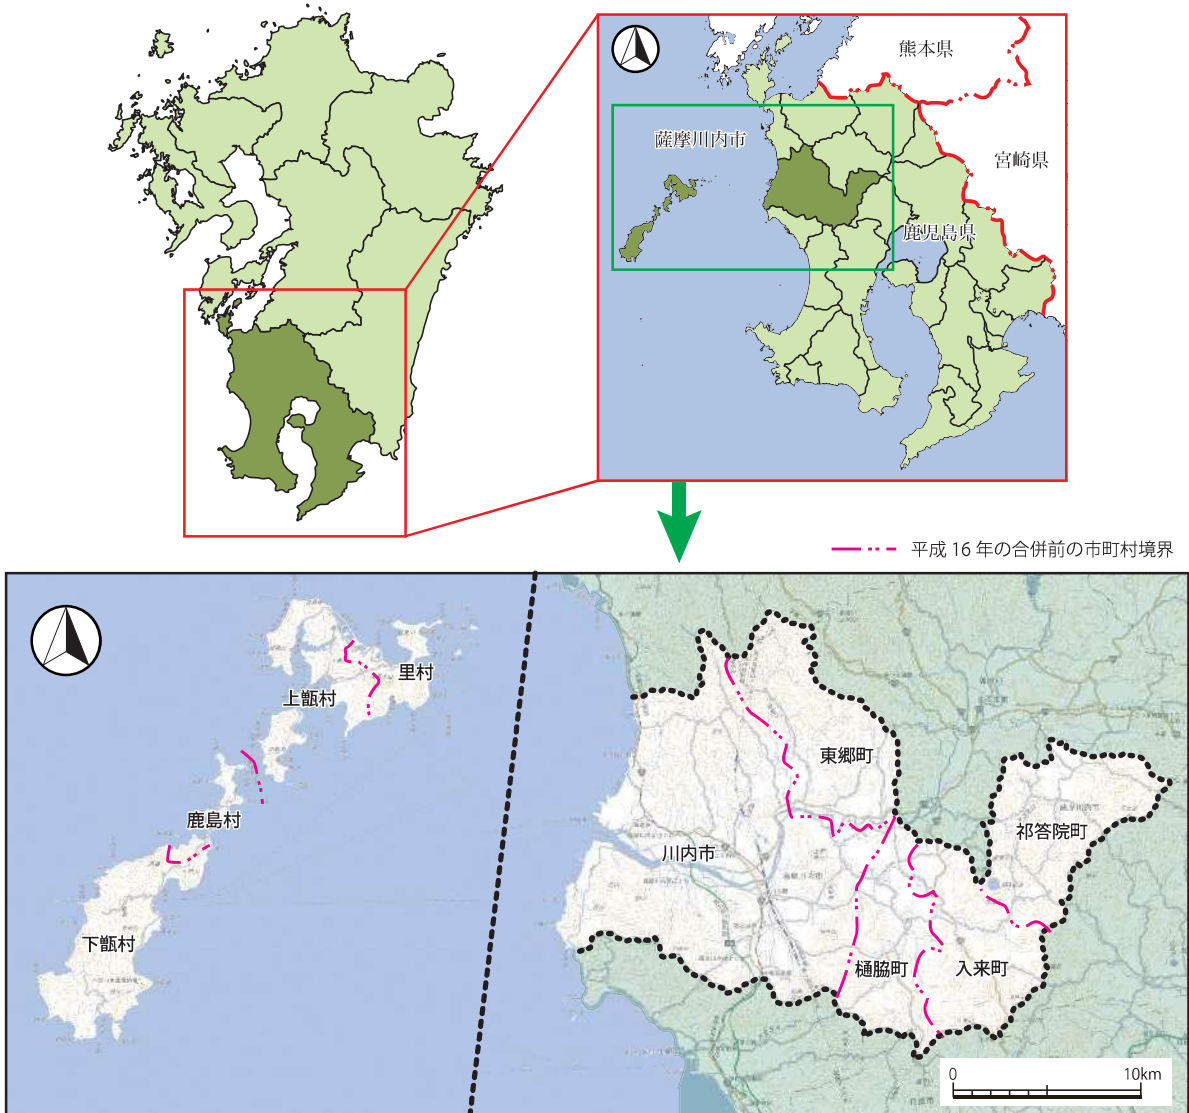 熊本県
薩摩川内市
宮崎県
鹿児島県
平成 16 年の合併前の市町村境界
里村
上甑村
東郷町
鹿島村
祁答院町
川内市
下甑村
樋脇町
入来町
0
10km